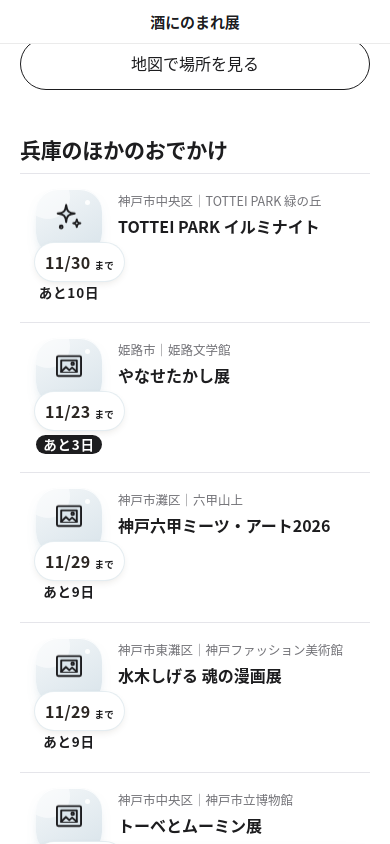 酒にのまれ展
地図で場所を見る
兵庫のほかのおでかけ
神戸市中央区｜TOTTEI PARK 緑の丘
TOTTEI PARK イルミナイト
11/30 まで
あと10日
姫路市｜姫路文学館
やなせたかし展
11/23 まで
あと3日
神戸市灘区｜六甲山上
神戸六甲ミーツ・アート2026
11/29 まで
あと9日
神戸市東灘区｜神戸ファッション美術館
水木しげる 魂の漫画展
11/29 まで
あと9日
神戸市中央区｜神戸市立博物館
トーベとムーミン展